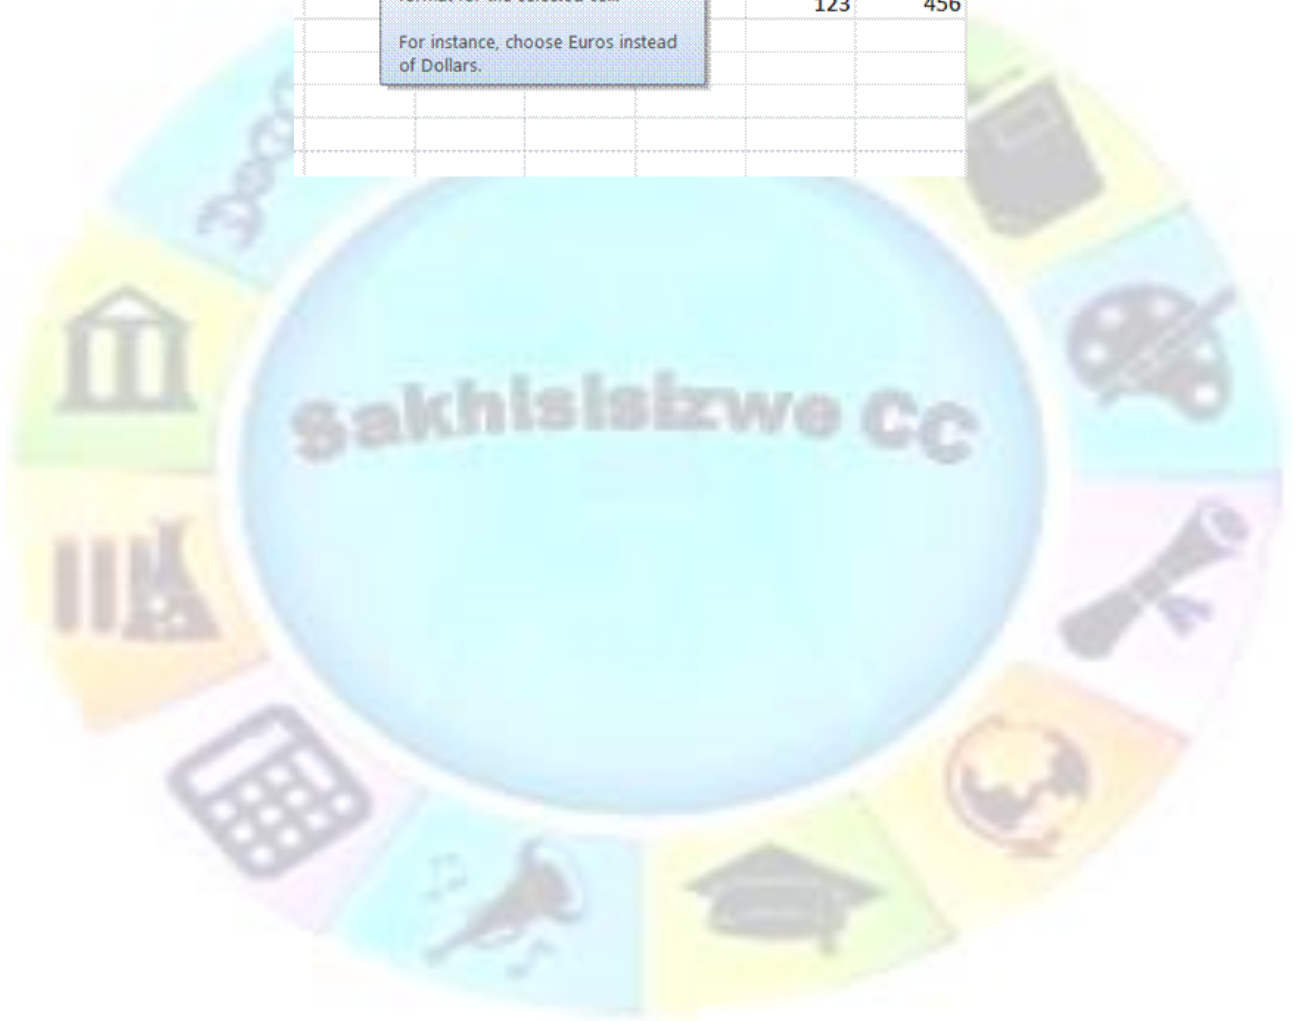 123 456
For instance, choose Euros instead
of Dollars.
Sakhisisizwe Cc